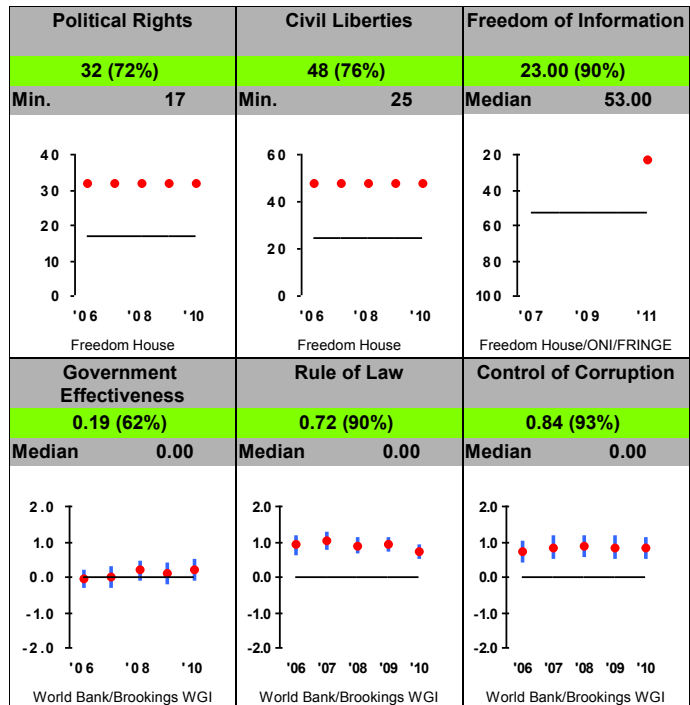 Political Rights
32 (72%)
Min. 17
40
30
20
10
0
'06 '08 '10
Freedom House
Civil Liberties
48 (76%)
Min. 25
60
40
20
0
'06 '08 '10
Freedom House
Freedom of Information
23.00 (90%)
Median 53.00
20
40
60
80
100
'07 '09 '11
Freedom House/ONI/FRINGE
Government
Effectiveness
0.19 (62%)
Median 0.00
2.0
1.0
0.0
-1.0
-2.0
'06 '08 '10
World Bank/Brookings WGI
Rule of Law
0.72 (90%)
Median 0.00
2.0
1.0
0.0
-1.0
-2.0
'06 '07 '08 '09 '10
World Bank/Brookings WGI
Control of Corruption
0.84 (93%)
Median 0.00
2.0
1.0
0.0
-1.0
-2.0
'06 '07 '08 '09 '10
World Bank/Brookings WGI